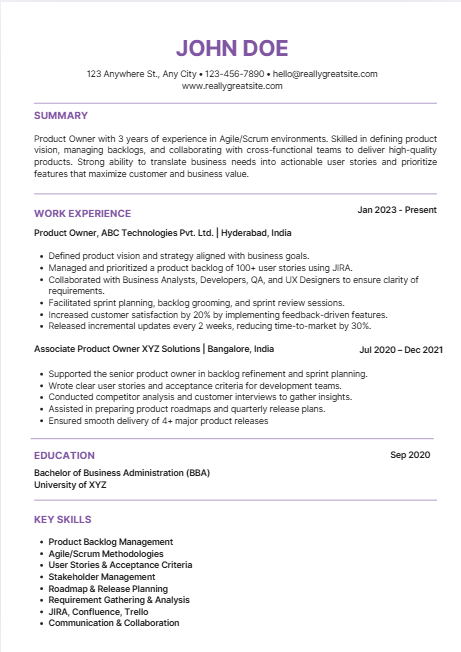 JOHN DOE
123 Anywhere St., Any City • 123-456-7890 • hello@reallygreatsite.com
www.reallygreatsite.com
SUMMARY
Product Owner with 3 years of experience in Agile/Scrum environments. Skilled in defining product
vision, managing backlogs, and collaborating with cross-functional teams to deliver high-quality
products. Strong ability to translate business needs into actionable user stories and prioritize
features that maximize customer and business value.
WORK EXPERIENCE
Jan 2023 - Present
Product Owner, ABC Technologies Pvt. Ltd. | Hyderabad, India
• Defined product vision and strategy aligned with business goals.
• Managed and prioritized a product backlog of 100+ user stories using JIRA.
• Collaborated with Business Analysts, Developers, QA, and UX Designers to ensure clarity of
requirements.
• Facilitated sprint planning, backlog grooming, and sprint review sessions.
• Increased customer satisfaction by 20% by implementing feedback-driven features.
• Released incremental updates every 2 weeks, reducing time-to-market by 30%.
Associate Product Owner XYZ Solutions | Bangalore, India
Jul 2020 – Dec 2021
• Supported the senior product owner in backlog refinement and sprint planning.
• Wrote clear user stories and acceptance criteria for development teams.
• Conducted competitor analysis and customer interviews to gather insights.
• Assisted in preparing product roadmaps and quarterly release plans.
• Ensured smooth delivery of 4+ major product releases
EDUCATION
Sep 2020
Bachelor of Business Administration (BBA)
University of XYZ
KEY SKILLS
• Product Backlog Management
• Agile/Scrum Methodologies
• User Stories & Acceptance Criteria
• Stakeholder Management
• Roadmap & Release Planning
• Requirement Gathering & Analysis
• JIRA, Confluence, Trello
• Communication & Collaboration